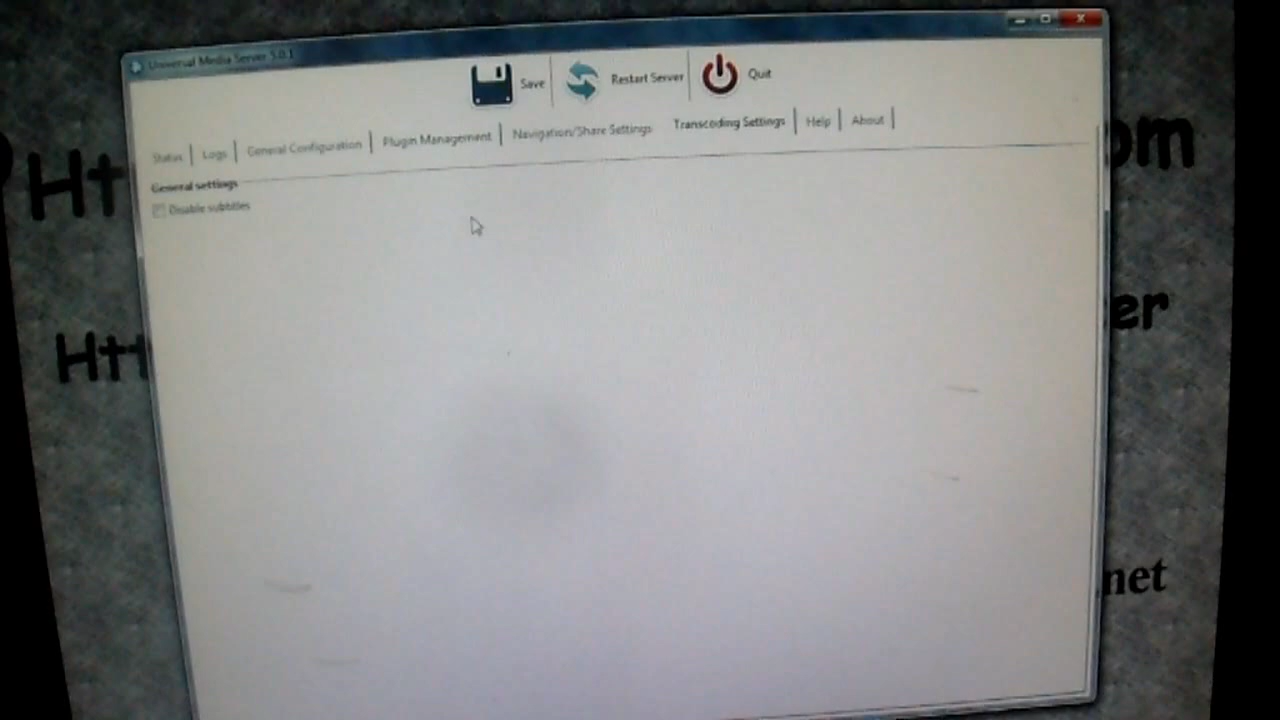 Universal Media Server 5.0.1
Save
Restart Server
Quit
Status
Logs
General Configuration
Plugin Management
Navigation/Share Settings
Transcoding Settings
Help
About
General settings
Disable subtitles
Ht
om
Htt
er
net